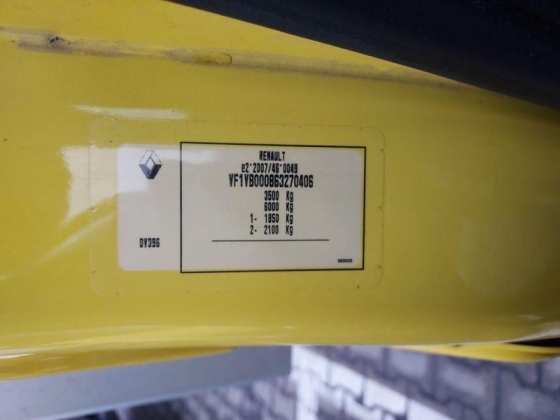 RENAULT
e2*2007/46*0049
VF1VB000863270406
3500 Kg
6000 Kg
1- 1850 Kg
2- 2100 Kg
DV396